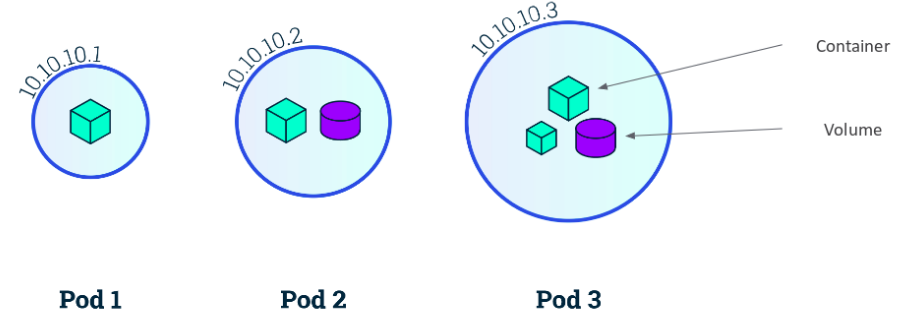 10.10.10.1
10.10.10.2
10.10.10.3
Container
Volume
Pod 1
Pod 2
Pod 3